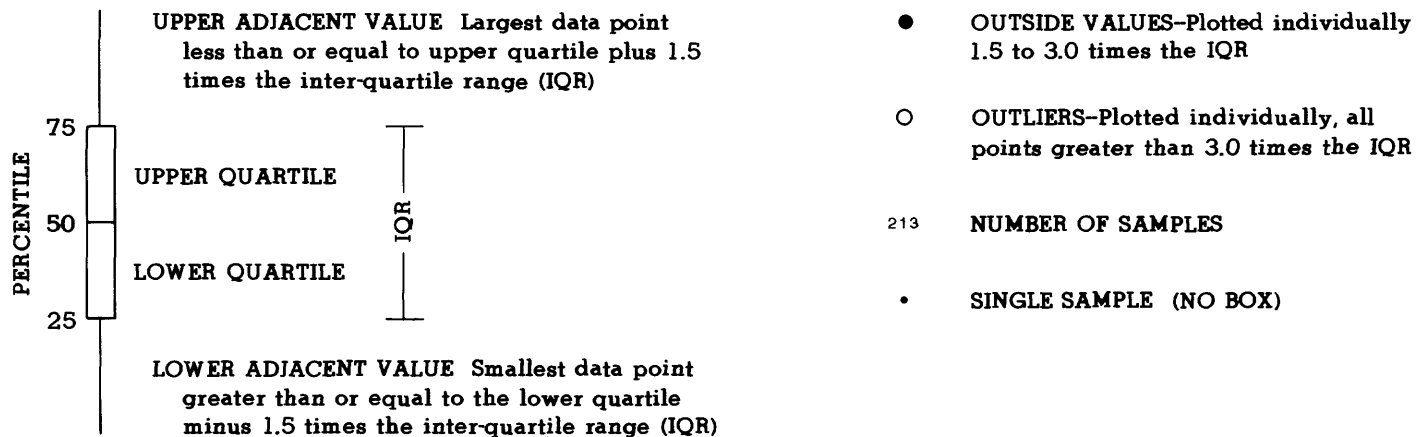 UPPER ADJACENT VALUE Largest data point
less than or equal to upper quartile plus 1.5
times the inter-quartile range (IQR)
75
UPPER QUARTILE
PERCENTILE
50
IQR
LOWER QUARTILE
25
LOWER ADJACENT VALUE Smallest data point
greater than or equal to the lower quartile
minus 1.5 times the inter-quartile range (IQR)
OUTSIDE VALUES–Plotted individually
1.5 to 3.0 times the IQR
OUTLIERS–Plotted individually, all
points greater than 3.0 times the IQR
213 NUMBER OF SAMPLES
SINGLE SAMPLE (NO BOX)